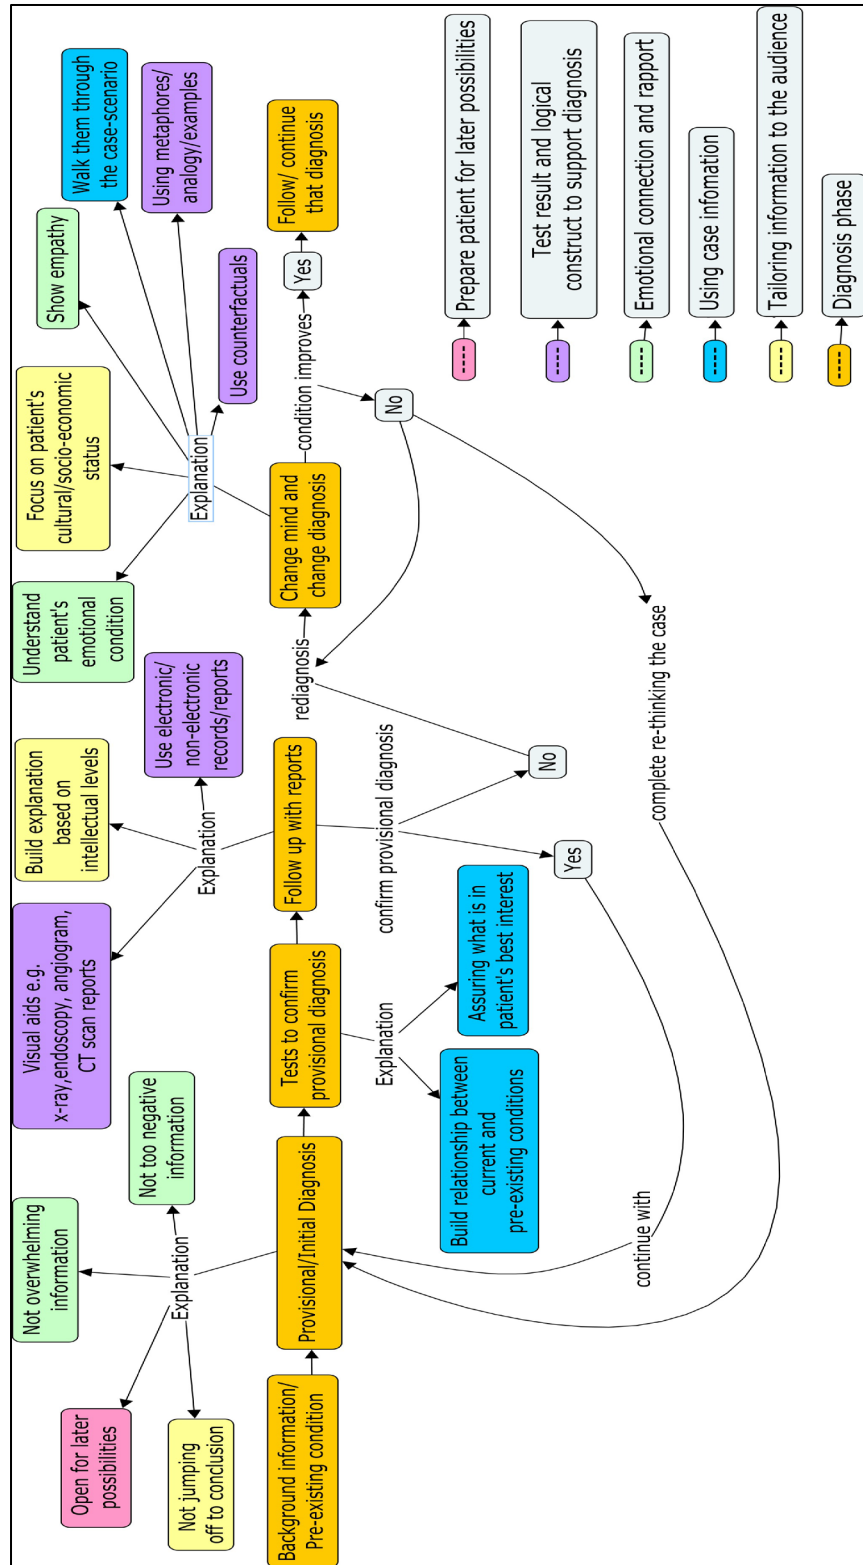 Open for later
possibilities
Not overwhelming
information
Not jumping
off to conclusion
Explanation
Not too negative
information
Visual aids e.g.
x-ray,endoscopy, angiogram,
CT scan reports
Build explanation
based on
intellectual levels
Explanation
Use electronic/
non-electronic
records/reports
Understand
patient's
emotional
condition
Focus on patient's
cultural/socio-economic
status
Show empathy
Walk them through
the case-scenario
Explanation
Using metaphores/
analogy/examples
Use counterfactuals
Background information/
Pre-existing condition
Provisional/Initial Diagnosis
Tests to confirm
provisional diagnosis
Follow up with reports
rediagnosis
Change mind and
change diagnosis
condition improves
Yes
Follow/ continue
that diagnosis
No
Explanation
Build relationship between
current and
pre-existing conditions
Assuring what is in
patient's best interest
confirm provisional diagnosis
Yes
No
continue with
complete re-thinking the case
----
Prepare patient for later possibilities
----
Test result and logical
construct to support diagnosis
----
Emotional connection and rapport
----
Using case infomation
----
Tailoring information to the audience
----
Diagnosis phase